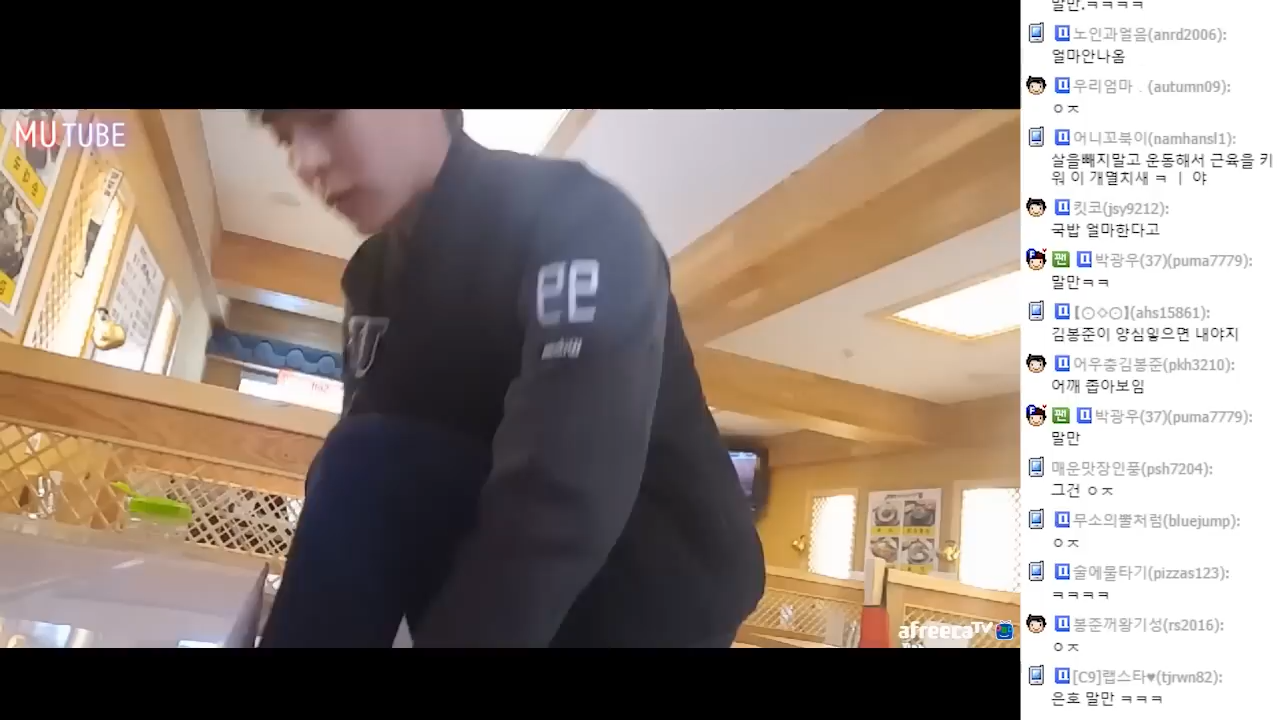 말만.ㅋㅋㅋㅋ
노인과얼음(anrd2006):
얼마안나옴
우리엄마 . (autumn09):
ㅇㅈ
어니꼬북이(namhansl1):
살을빼지말고 운동해서 근육을 키
워 이 개멸치새 ㅋ ㅣ 야
킷코(jsy9212):
국밥 얼마한다고
팬 박광우(37)(puma7779):
말만ㅋㅋ
【⊙◇⊙】(ahs15861):
김봉준이 양심잏으면 내야지
어우충김봉준(pkh3210):
어깨 좁아보임
팬 박광우(37)(puma7779):
말만
매운맛장인풍(psh7204):
그건 ㅇㅈ
무소의뿔처럼(bluejump):
ㅇㅈ
술에물타기(pizzas123):
ㅋㅋㅋㅋ
봉준꺼왕기성(rs2016):
ㅇㅈ
[C9]랩스타♥(tjrwn82):
은호 말만 ㅋㅋㅋ
MUTUBE
99
afreecaTV